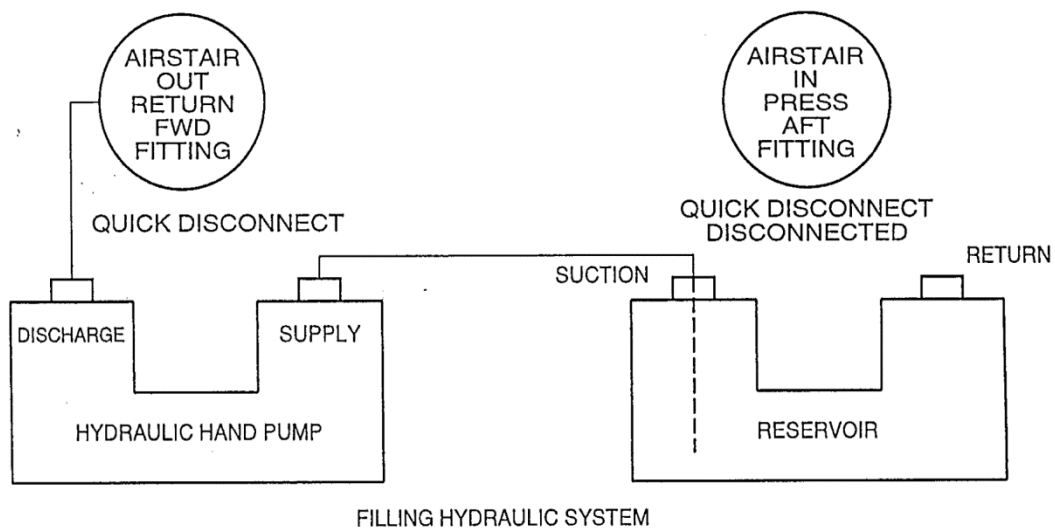 AIRSTAIR
OUT
RETURN
FWD
FITTING
AIRSTAIR
IN
PRESS
AFT
FITTING
QUICK DISCONNECT
QUICK DISCONNECT
DISCONNECTED
SUCTION
RETURN
DISCHARGE
SUPPLY
HYDRAULIC HAND PUMP
RESERVOIR
FILLING HYDRAULIC SYSTEM